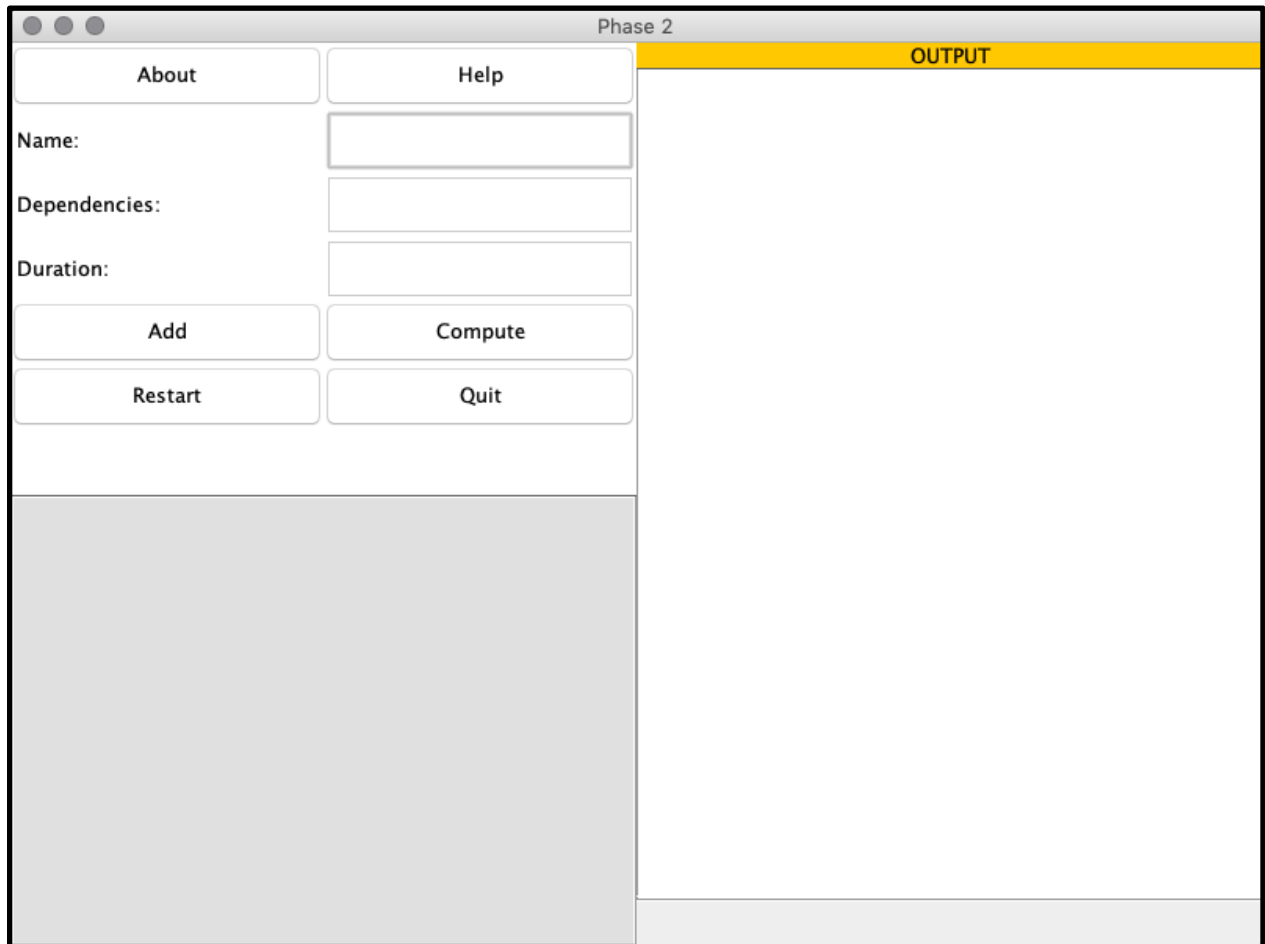 Phase 2
About Help
OUTPUT
Name:
Dependencies:
Duration:
Add Compute
Restart Quit